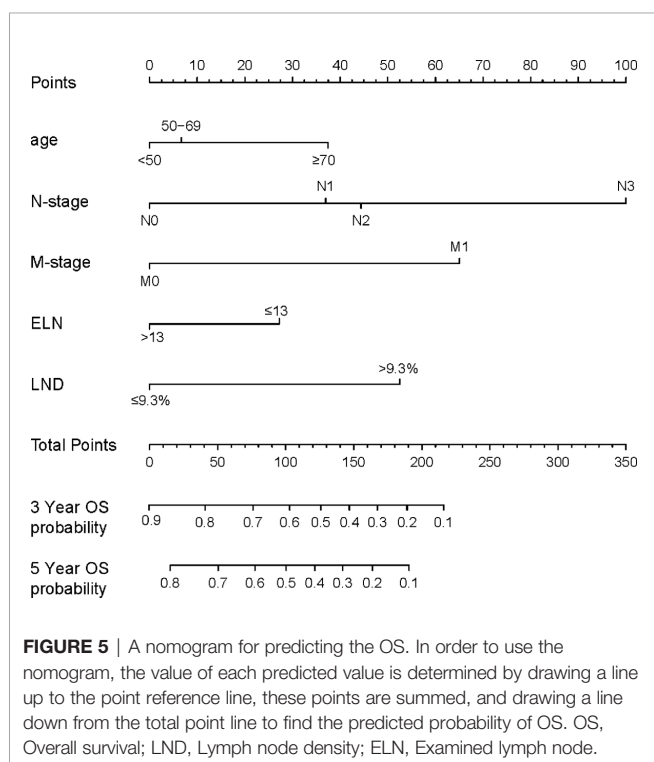 0 10 20 30 40 50 60 70 80 90 100
Points
50−69
age
<50 ≥70
N1 N3
N-stage
N0 N2
M1
M-stage
M0
≤13
ELN
>13
>9.3%
LND
≤9.3%
Total Points
0 50 100 150 200 250 300 350
3 Year OS
probability
0.9 0.8 0.7 0.6 0.5 0.4 0.3 0.2 0.1
5 Year OS
probability
0.8 0.7 0.6 0.5 0.4 0.3 0.2 0.1
FIGURE 5 | A nomogram for predicting the OS. In order to use the
nomogram, the value of each predicted value is determined by drawing a line
up to the point reference line, these points are summed, and drawing a line
down from the total point line to find the predicted probability of OS. OS,
Overall survival; LND, Lymph node density; ELN, Examined lymph node.